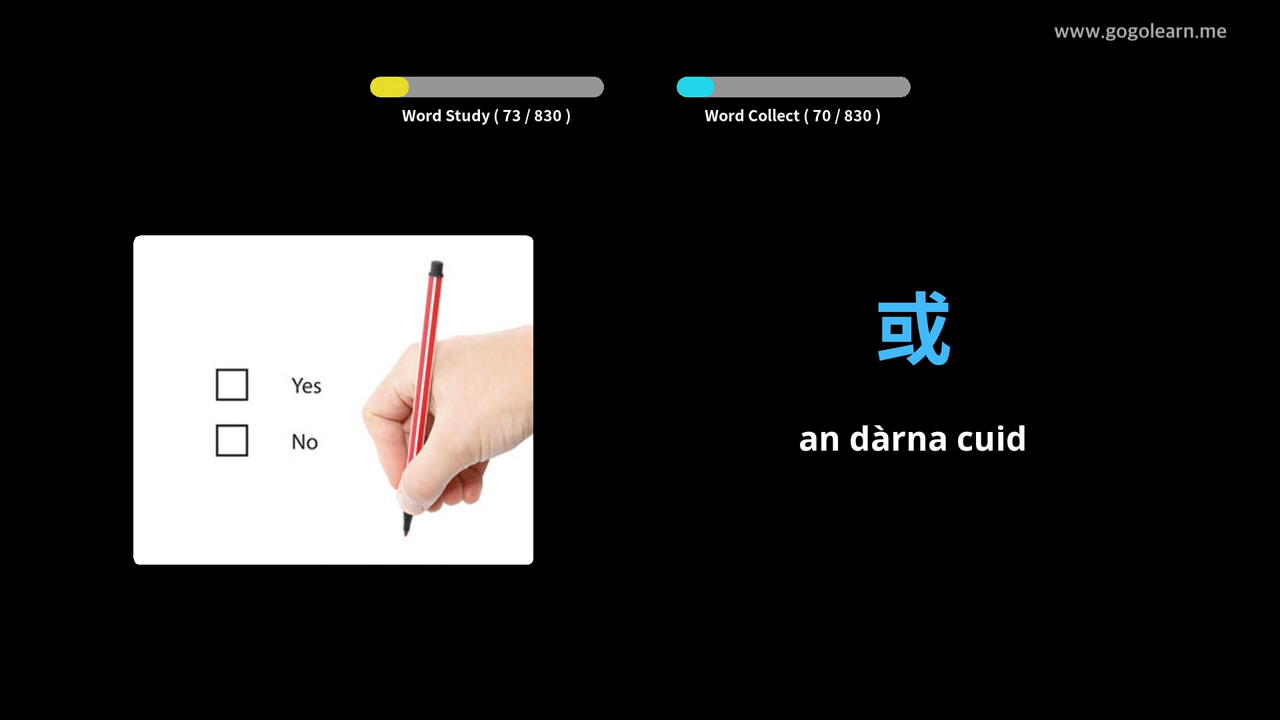 www.gogolearn.me
Word Study ( 73 / 830 )
Word Collect ( 70 / 830 )
Yes
No
或
an dàrna cuid